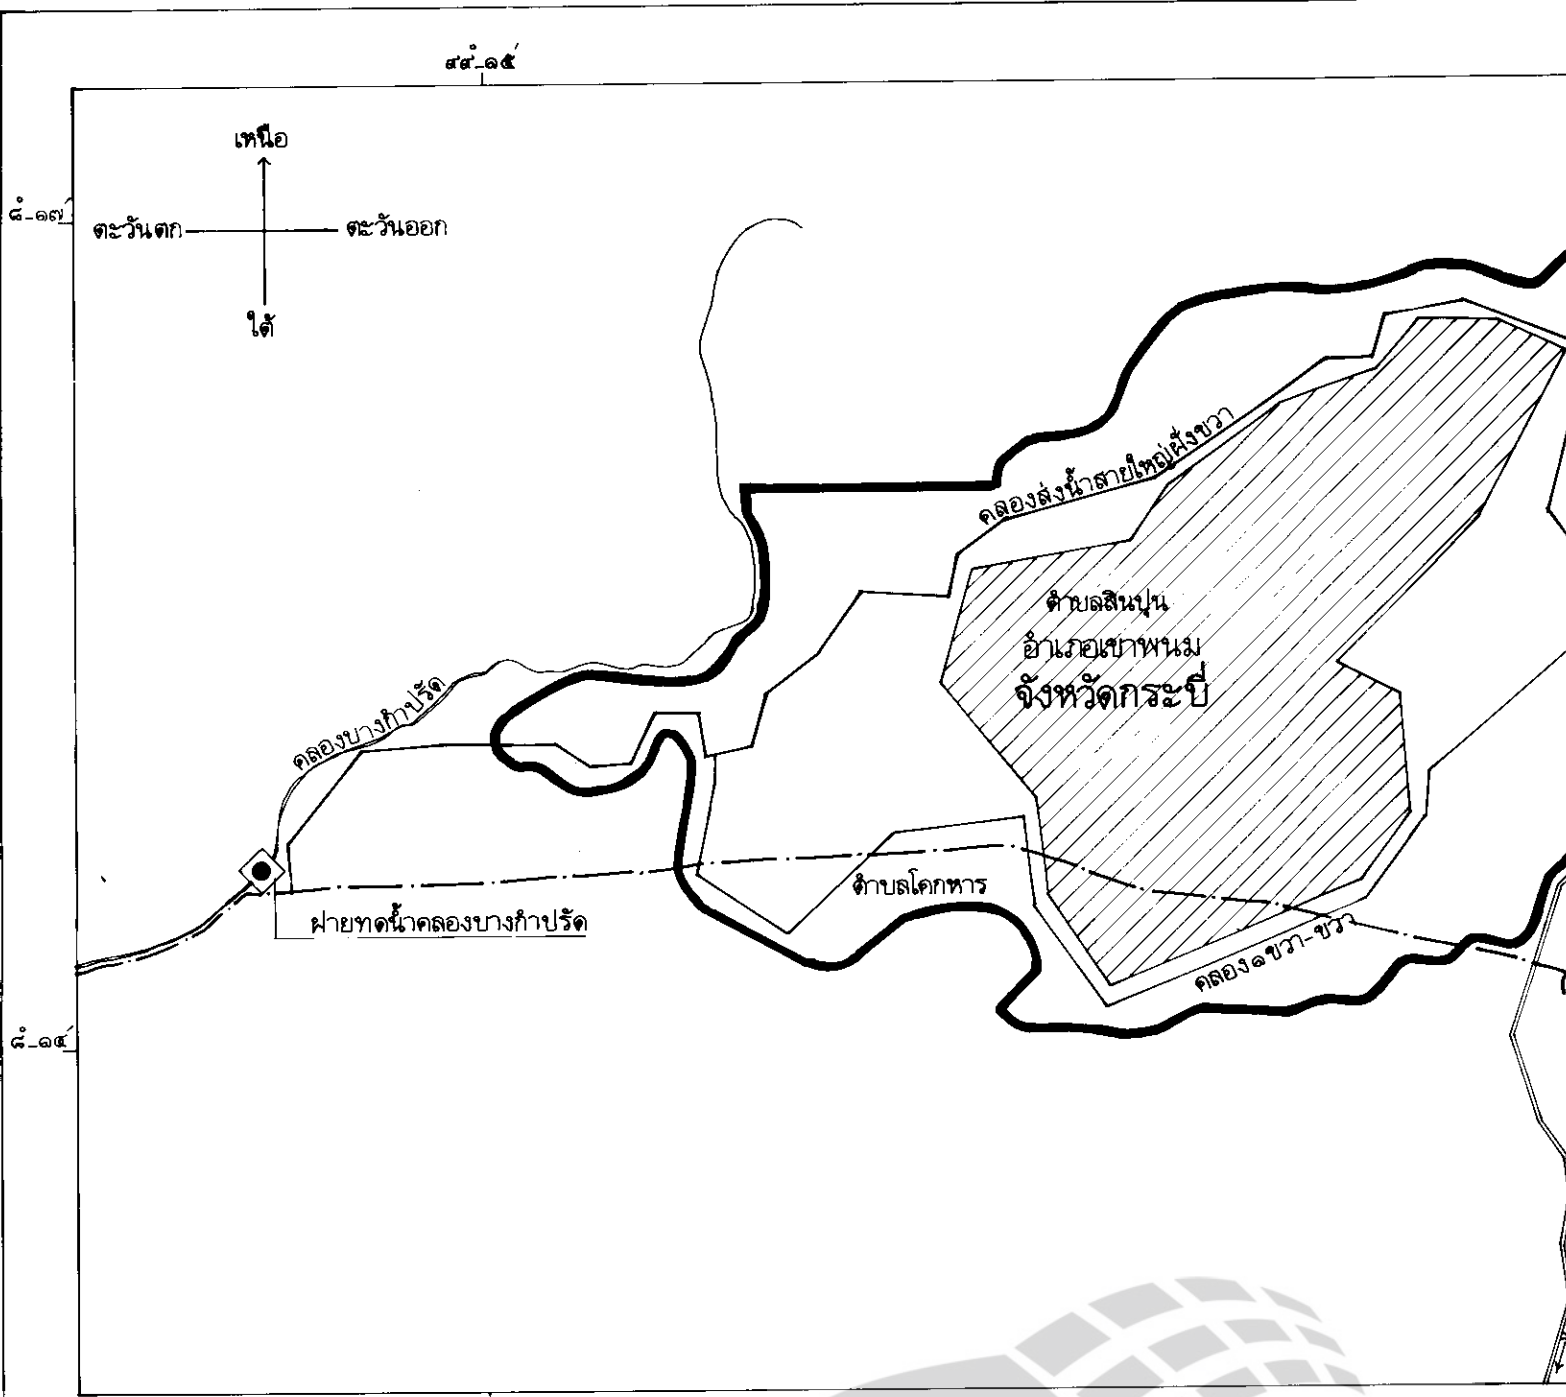 ๙๙ํ-๑๕´
เหนือ
๘ํ-๑๗´
ตะวันตก
ตะวันออก
ใต้
คลองส่งน้ำสายใหญ่ฝั่งขวา
ตำบลสินปุน
อำเภอเขาพนม
จังหวัดกระบี่
คลองบางกำปรัด
ตำบลโคกหาร
ฝายทดน้ำคลองบางกำปรัด
คลอง๑ขวา-ขวา
๘ํ-๑๔´